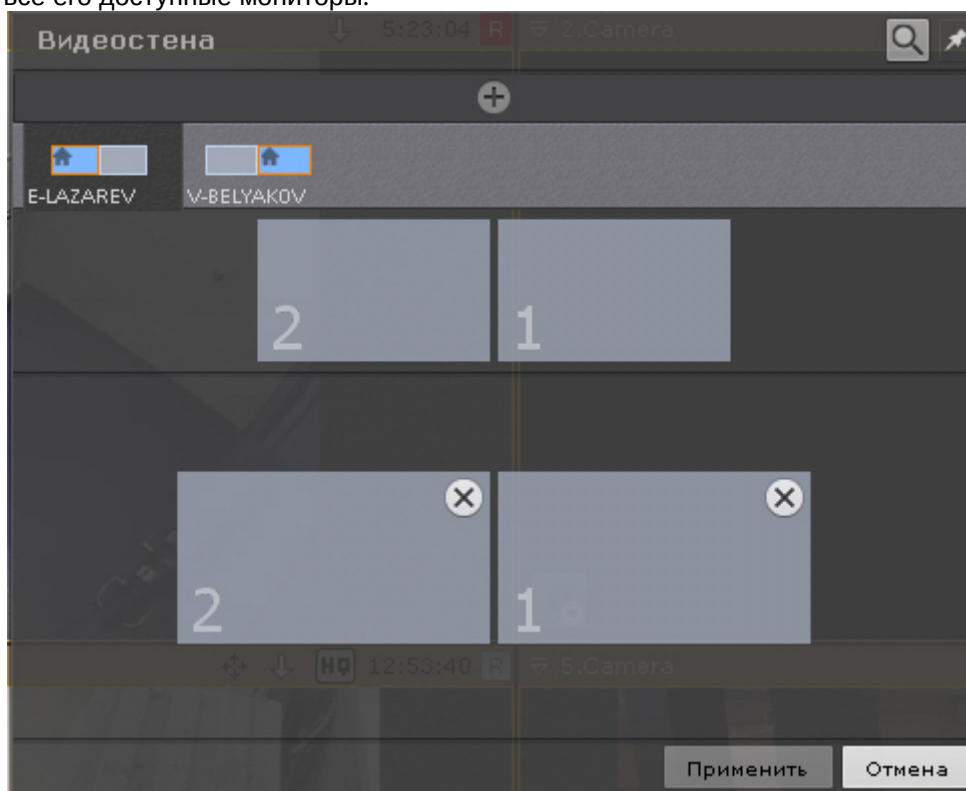 все его доступные мониторы.
Видеостена
5:23:04 R 2.Camera
E-LAZAREV V-BELYAKOV
2 1
2 1
HQ 12:53:40 R 5.Camera
Применить Отмена